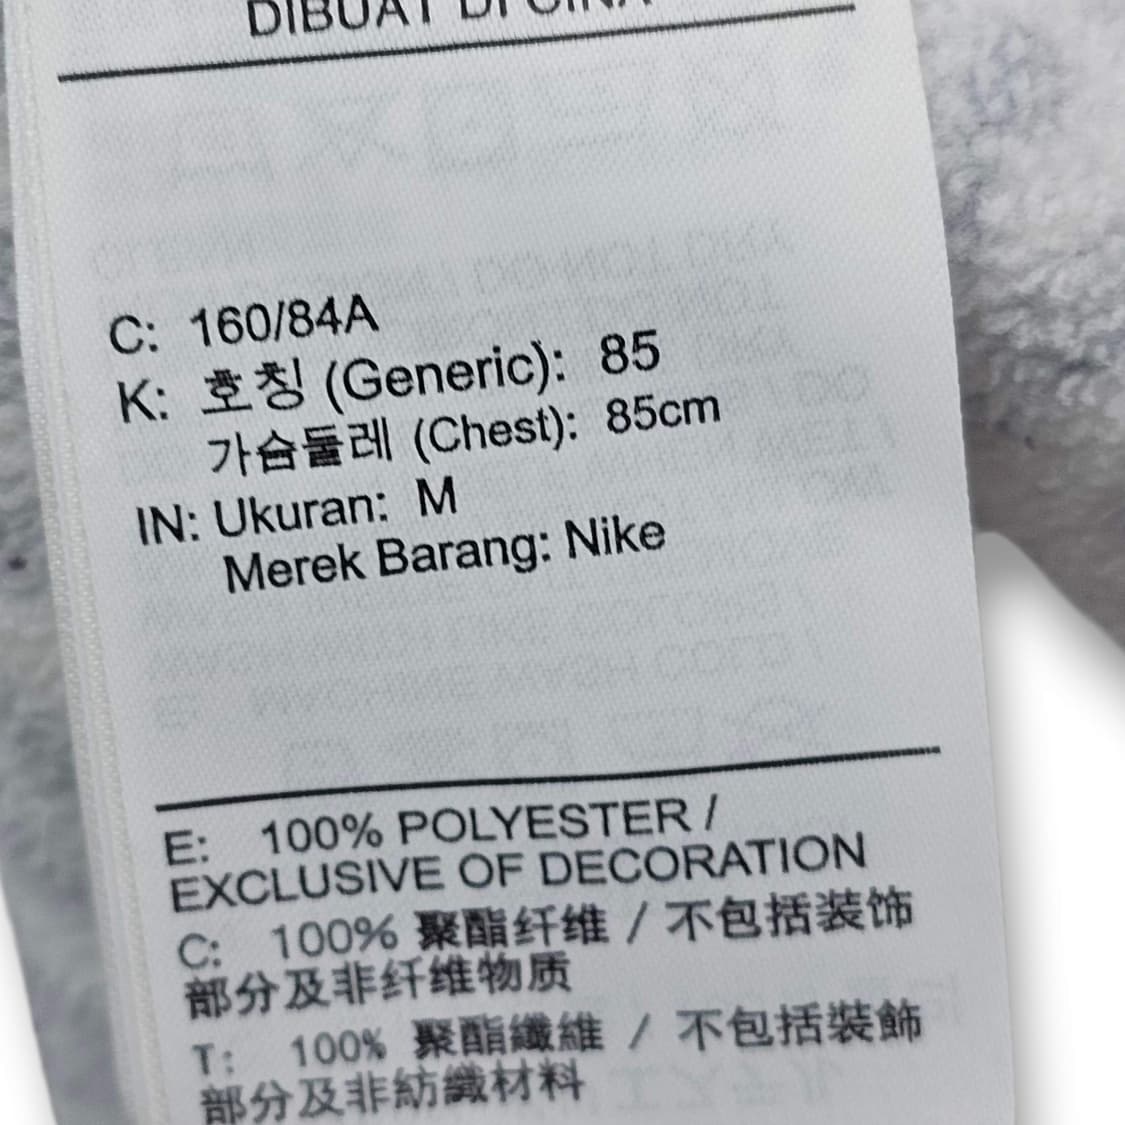 DIBUAT DI CINA
C: 160/84A
K: 호칭 (Generic): 85
가슴둘레 (Chest): 85cm
IN: Ukuran: M
Merek Barang: Nike
E: 100% POLYESTER /
EXCLUSIVE OF DECORATION
C: 100% 聚酯纤维 / 不包括装饰
部分及非纤维物质
T: 100% 聚酯纖維 / 不包括裝飾
部分及非紡織材料